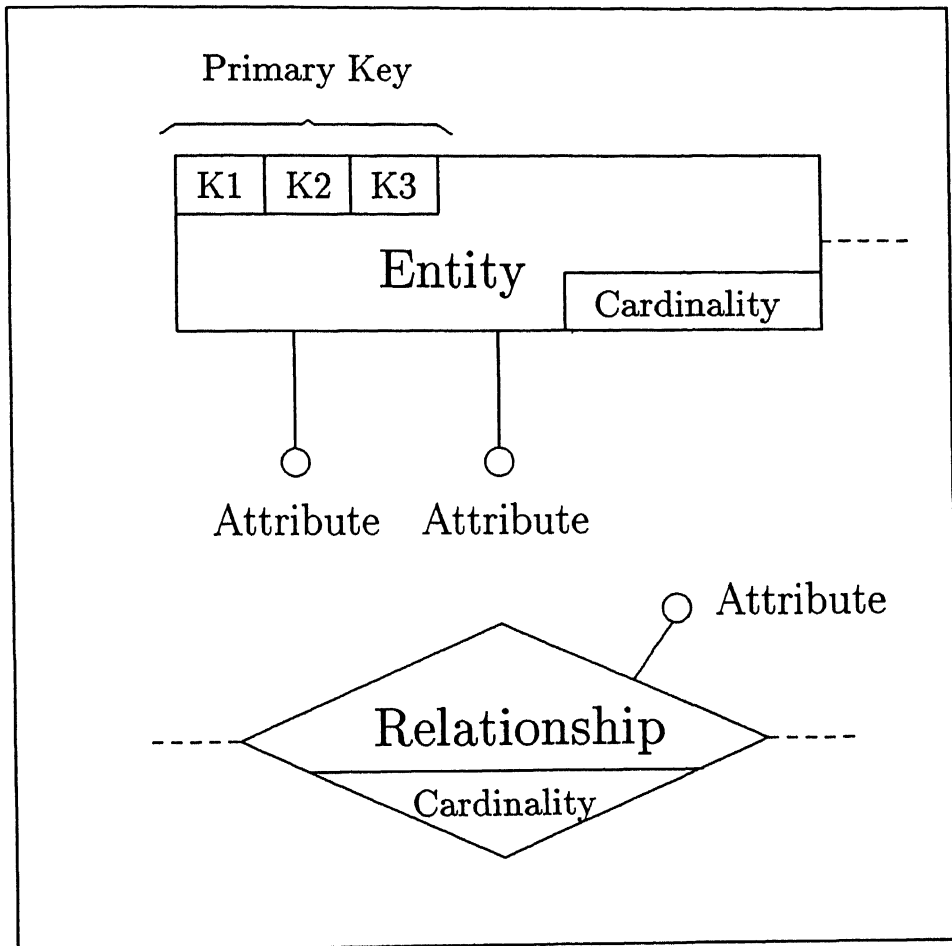 Primary Key
K1 K2 K3
Entity
Cardinality
Attribute Attribute
Attribute
Relationship
Cardinality